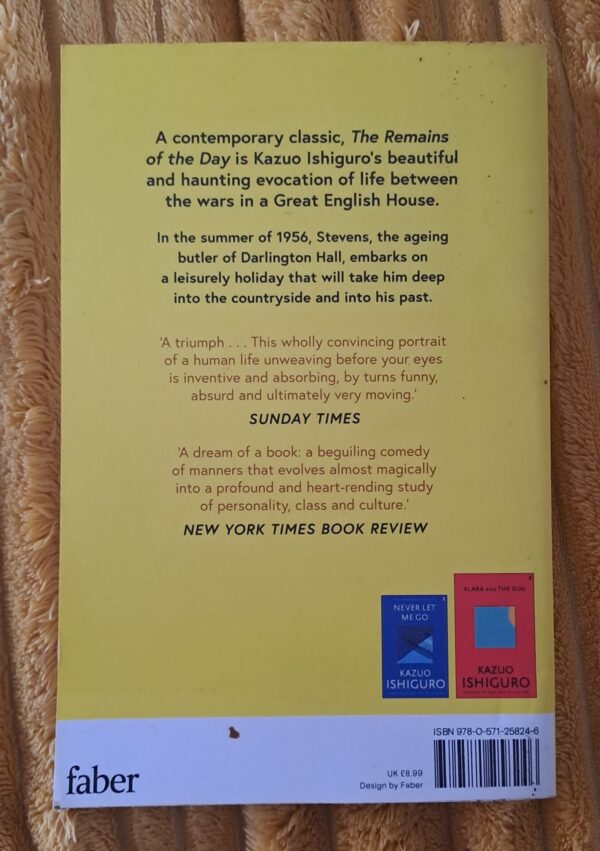 A contemporary classic, The Remains
of the Day is Kazuo Ishiguro's beautiful
and haunting evocation of life between
the wars in a Great English House.
In the summer of 1956, Stevens, the ageing
butler of Darlington Hall, embarks on
a leisurely holiday that will take him deep
into the countryside and into his past.
'A triumph . . . This wholly convincing portrait
of a human life unweaving before your eyes
is inventive and absorbing, by turns funny,
absurd and ultimately very moving.'
SUNDAY TIMES
'A dream of a book: a beguiling comedy
of manners that evolves almost magically
into a profound and heart-rending study
of personality, class and culture.'
NEW YORK TIMES BOOK REVIEW
NEVER LET
ME GO
KAZUO
ISHIGURO
KLARA AND THE SUN
KAZUO
ISHIGURO
faber
UK £8.99
Design by Faber
ISBN 978-0-571-25824-6